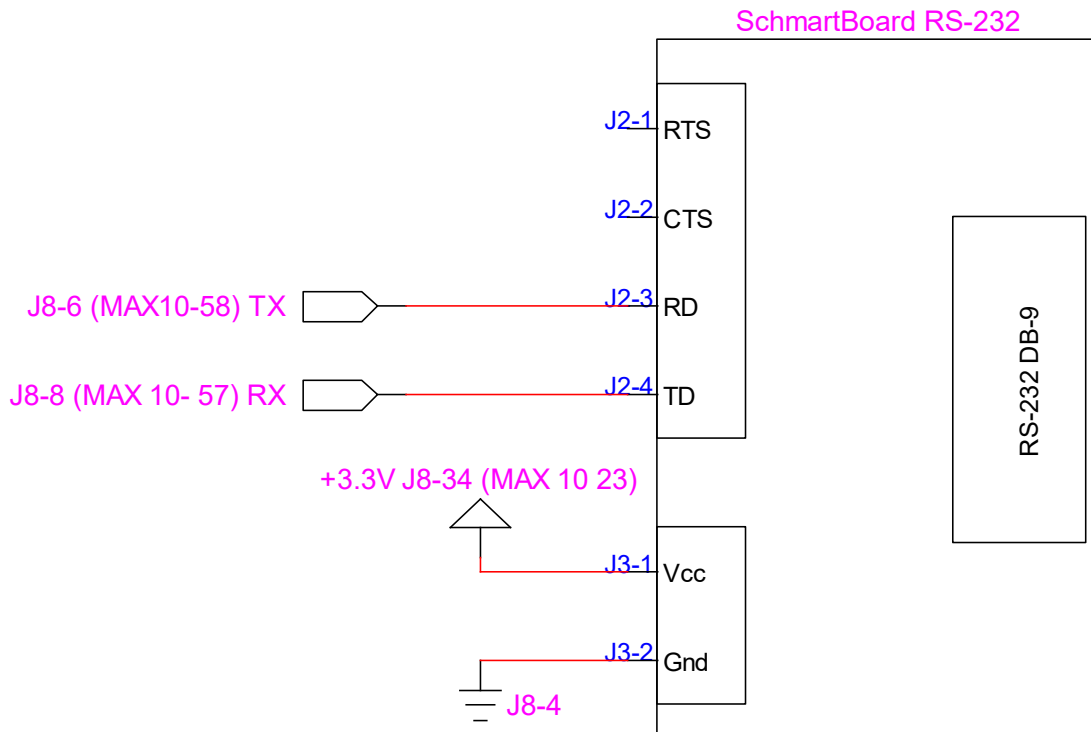 SchmartBoard RS-232
J2-1 RTS
J2-2 CTS
J8-6 (MAX10-58) TX J2-3 RD
J8-8 (MAX 10- 57) RX J2-4 TD
RS-232 DB-9
+3.3V J8-34 (MAX 10 23)
J3-1 Vcc
J3-2 Gnd
J8-4